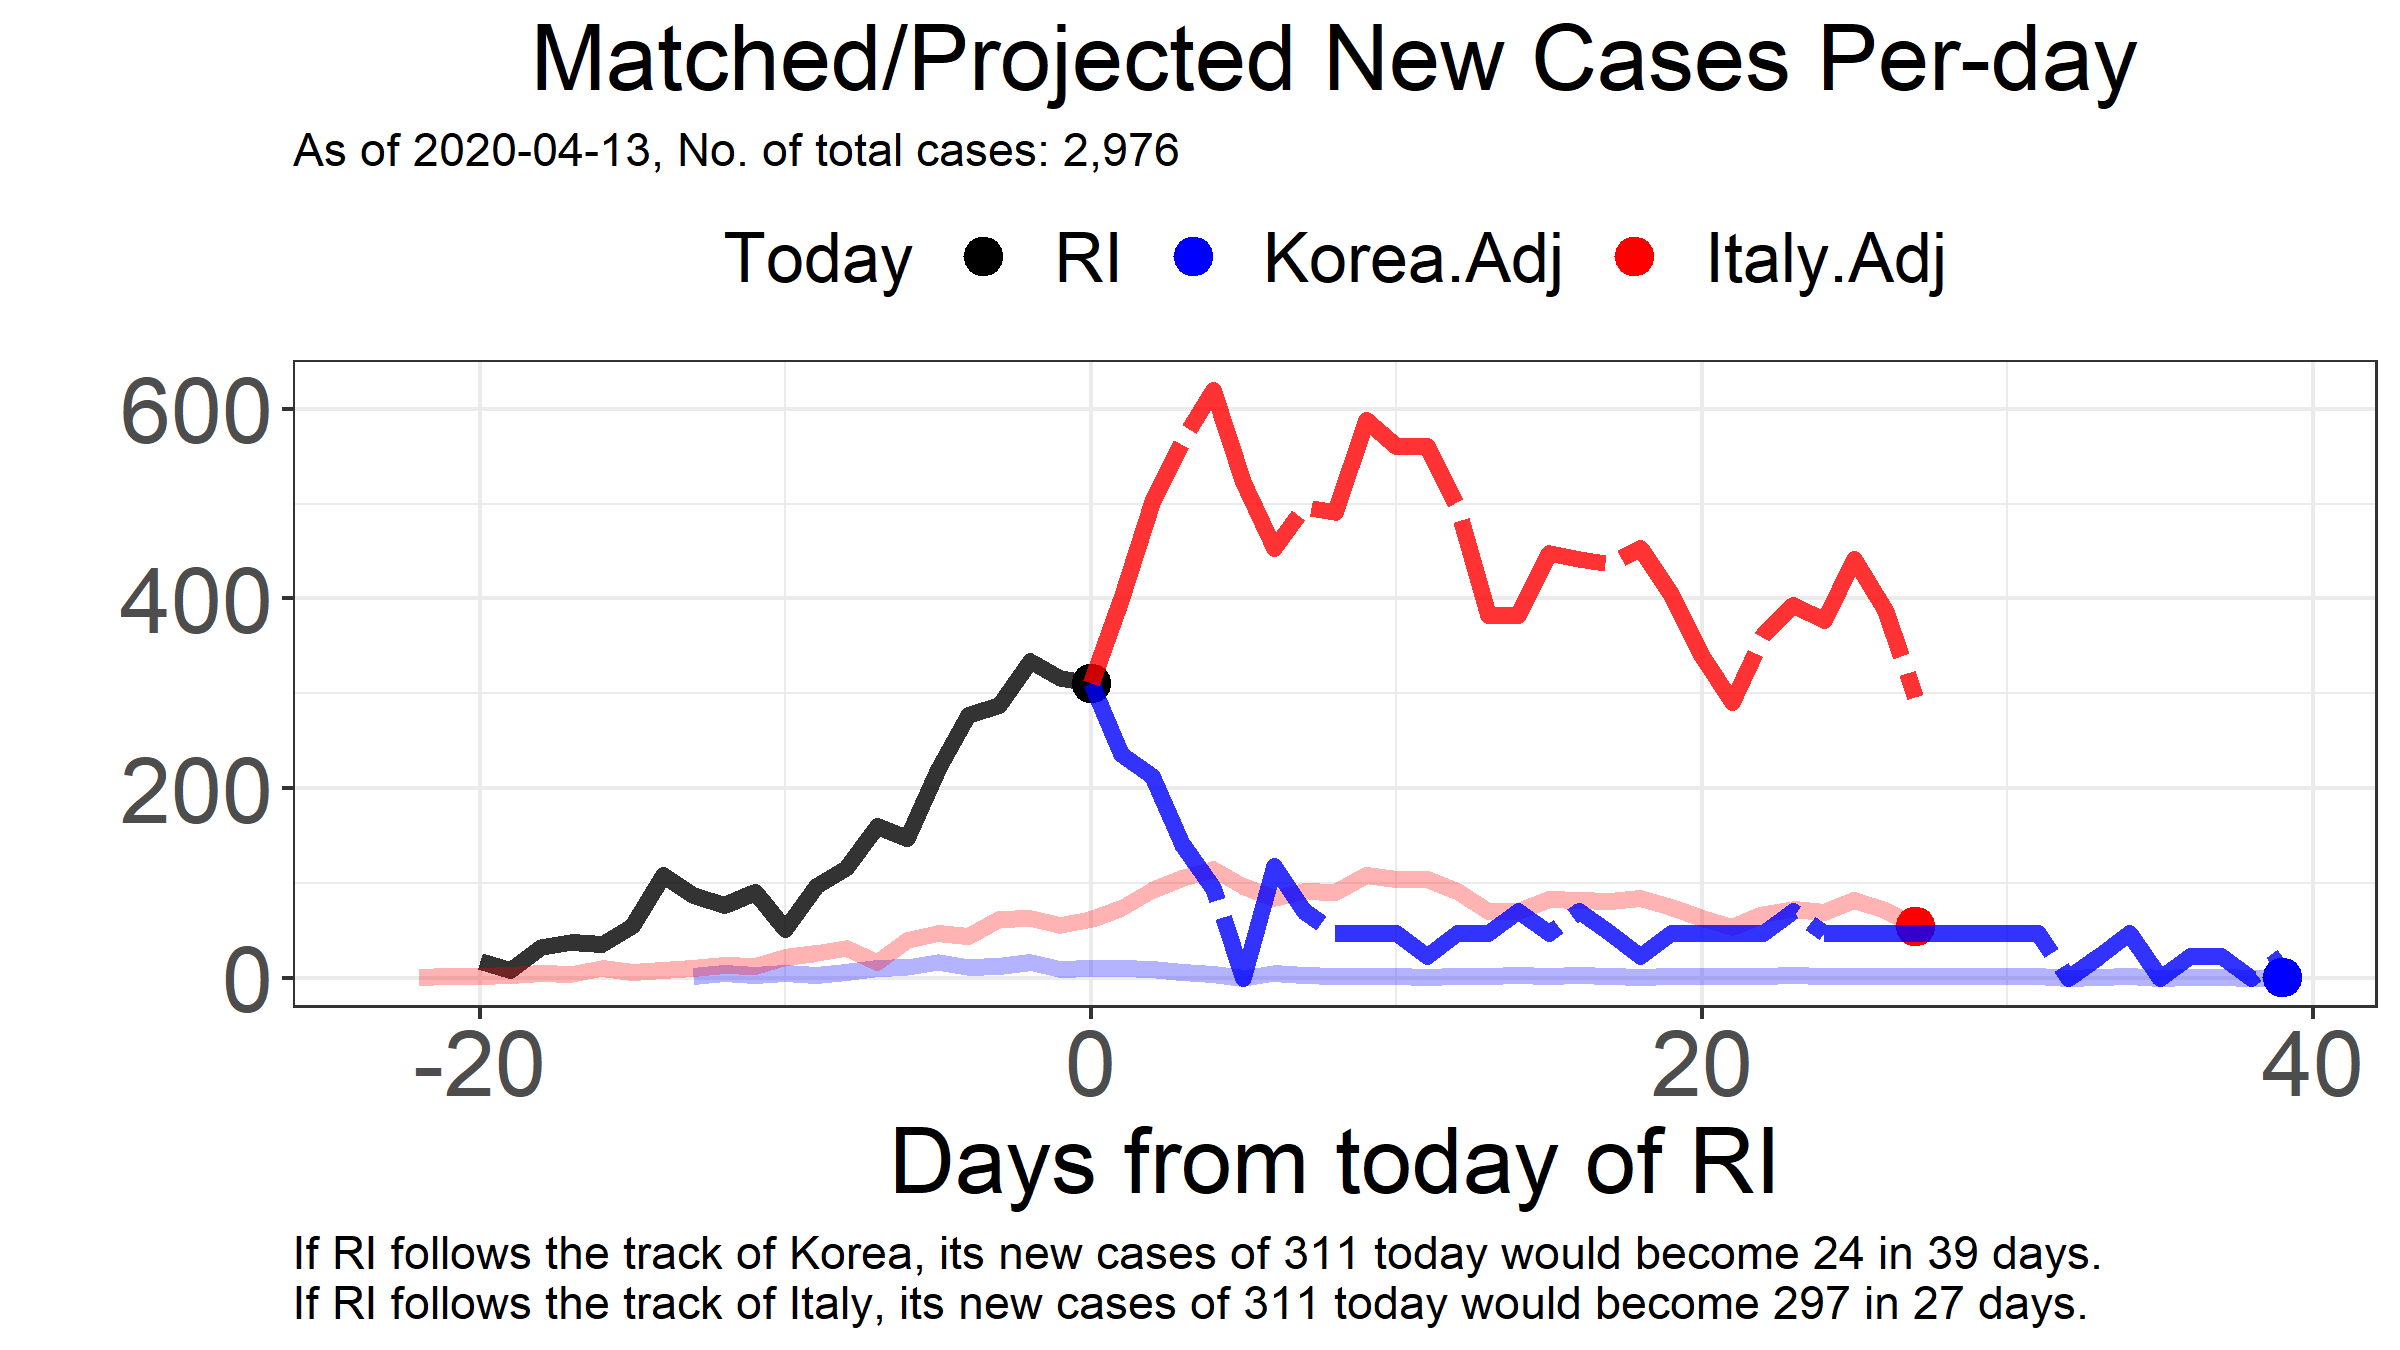 Matched/Projected New Cases Per-day
As of 2020-04-13, No. of total cases: 2,976
Today RI Korea.Adj Italy.Adj
600
400
200
0
-20 0 20 40
Days from today of RI
If RI follows the track of Korea, its new cases of 311 today would become 24 in 39 days.
If RI follows the track of Italy, its new cases of 311 today would become 297 in 27 days.